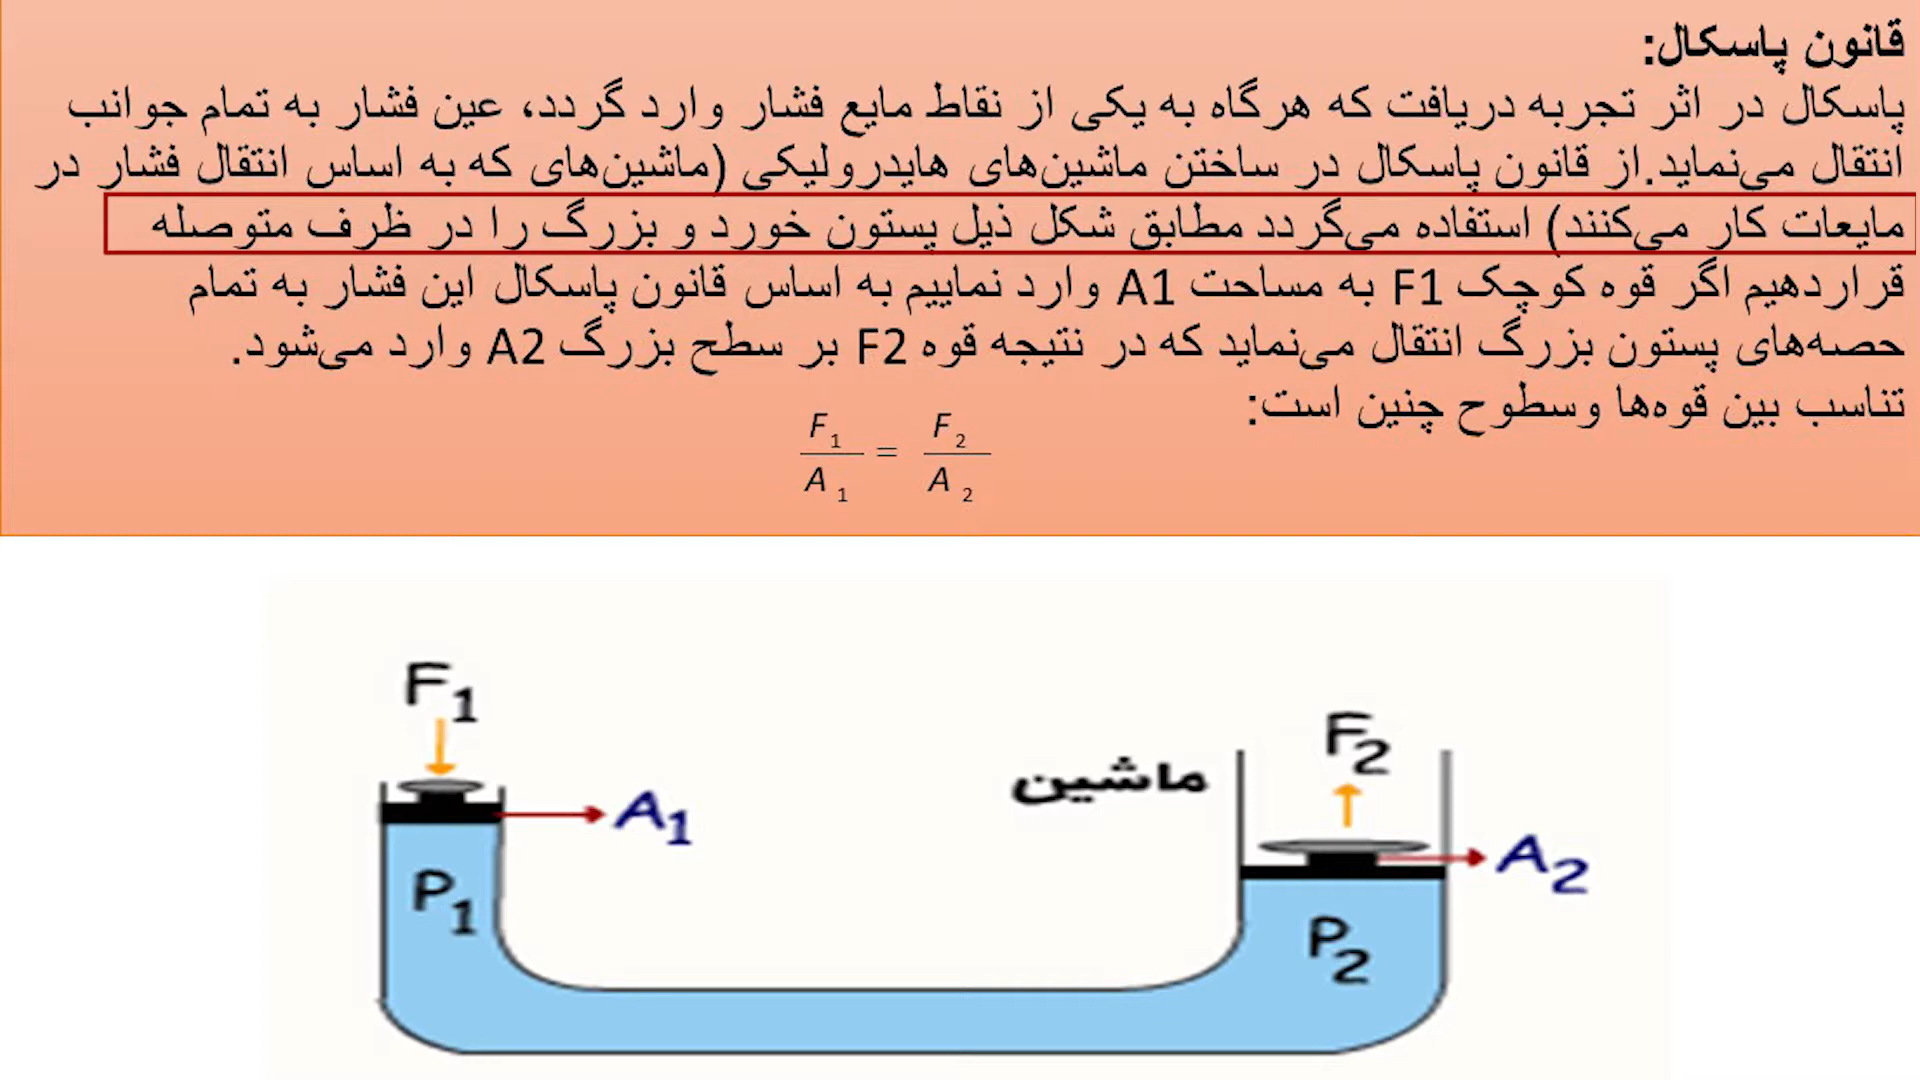 قانون پاسکال:
پاسکال در اثر تجربه دریافت که هرگاه به یکی از نقاط مایع فشار وارد گردد، عین فشار به تمام جوانب
انتقال می‌نماید.از قانون پاسکال در ساختن ماشین‌های هایدرولیکی (ماشین‌های که به اساس انتقال فشار در
مایعات کار می‌کنند) استفاده می‌گردد مطابق شکل ذیل پستون خورد و بزرگ را در ظرف متوصله
قراردهیم اگر قوه کوچک F1 به مساحت A1 وارد نماییم به اساس قانون پاسکال این فشار به تمام
حصه‌های پستون بزرگ انتقال می‌نماید که در نتیجه قوه F2 بر سطح بزرگ A2 وارد می‌شود.
تناسب بین قوه‌ها وسطوح چنین است:
F1/A1 = F2/A2
F1
F2
ماشین
A1
A2
P1
P2